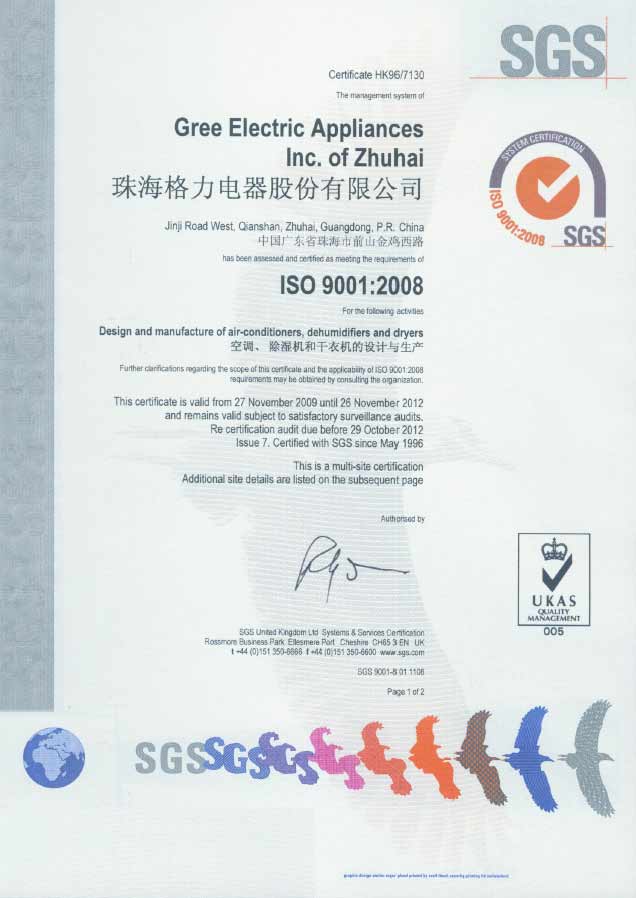 SGS
Certificate HK96/7130
The management system of
Gree Electric Appliances
Inc. of Zhuhai
珠海格力电器股份有限公司
SYSTEM CERTIFICATION
ISO 9001:2008
SGS
Jinji Road West, Qianshan, Zhuhai, Guangdong, P.R. China
中国广东省珠海市前山金鸡西路
has been assessed and certified as meeting the requirements of
ISO 9001:2008
For the following activities
Design and manufacture of air-conditioners, dehumidifiers and dryers
空调、除湿机和干衣机的设计与生产
Further clarifications regarding the scope of this certificate and the applicability of ISO 9001:2008
requirements may be obtained by consulting the organization.
This certificate is valid from 27 November 2009 until 26 November 2012
and remains valid subject to satisfactory surveillance audits.
Re certification audit due before 29 October 2012
Issue 7. Certified with SGS since May 1996
This is a multi-site certification
Additional site details are listed on the subsequent page
Authorised by
UKAS
QUALITY
MANAGEMENT
005
SGS United Kingdom Ltd Systems & Services Certification
Rossmore Business Park Ellesmere Port Cheshire CH65 3EN UK
t +44 (0)151 350-6666 f +44 (0)151 350-6600 www.sgs.com
SGS 9001-8 01 1108
Page 1 of 2
SGS SGS SGS